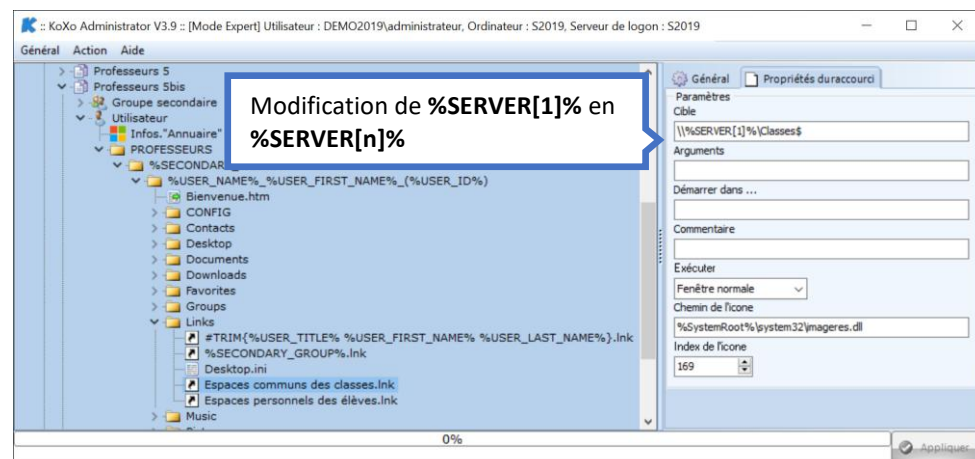 :: KoXo Administrator V3.9 :: [Mode Expert] Utilisateur : DEMO2019\administrateur, Ordinateur : S2019, Serveur de logon : S2019
Général Action Aide
Professeurs 5
Professeurs 5bis
Groupe secondaire
Utilisateur
Infos."Annuaire"
PROFESSEURS
%SECONDAR
%USER_NAME%_%USER_FIRST_NAME%_(%USER_ID%)
Bienvenue.htm
CONFIG
Contacts
Desktop
Documents
Downloads
Favorites
Groups
Links
#TRIM{%USER_TITLE% %USER_FIRST_NAME% %USER_LAST_NAME%}.lnk
%SECONDARY_GROUP%.lnk
Desktop.ini
Espaces communs des classes.lnk
Espaces personnels des élèves.lnk
Music
Modification de %SERVER[1]% en
%SERVER[n]%
Général Propriétés duraccourci
Paramètres
Cible
\\%SERVER[1]%\Classes$
Arguments
Démarrer dans ...
Commentaire
Exécuter
Fenêtre normale
Chemin de l'icone
%SystemRoot%\system32\imageres.dll
Index de l'icone
169
0%
Appliquer